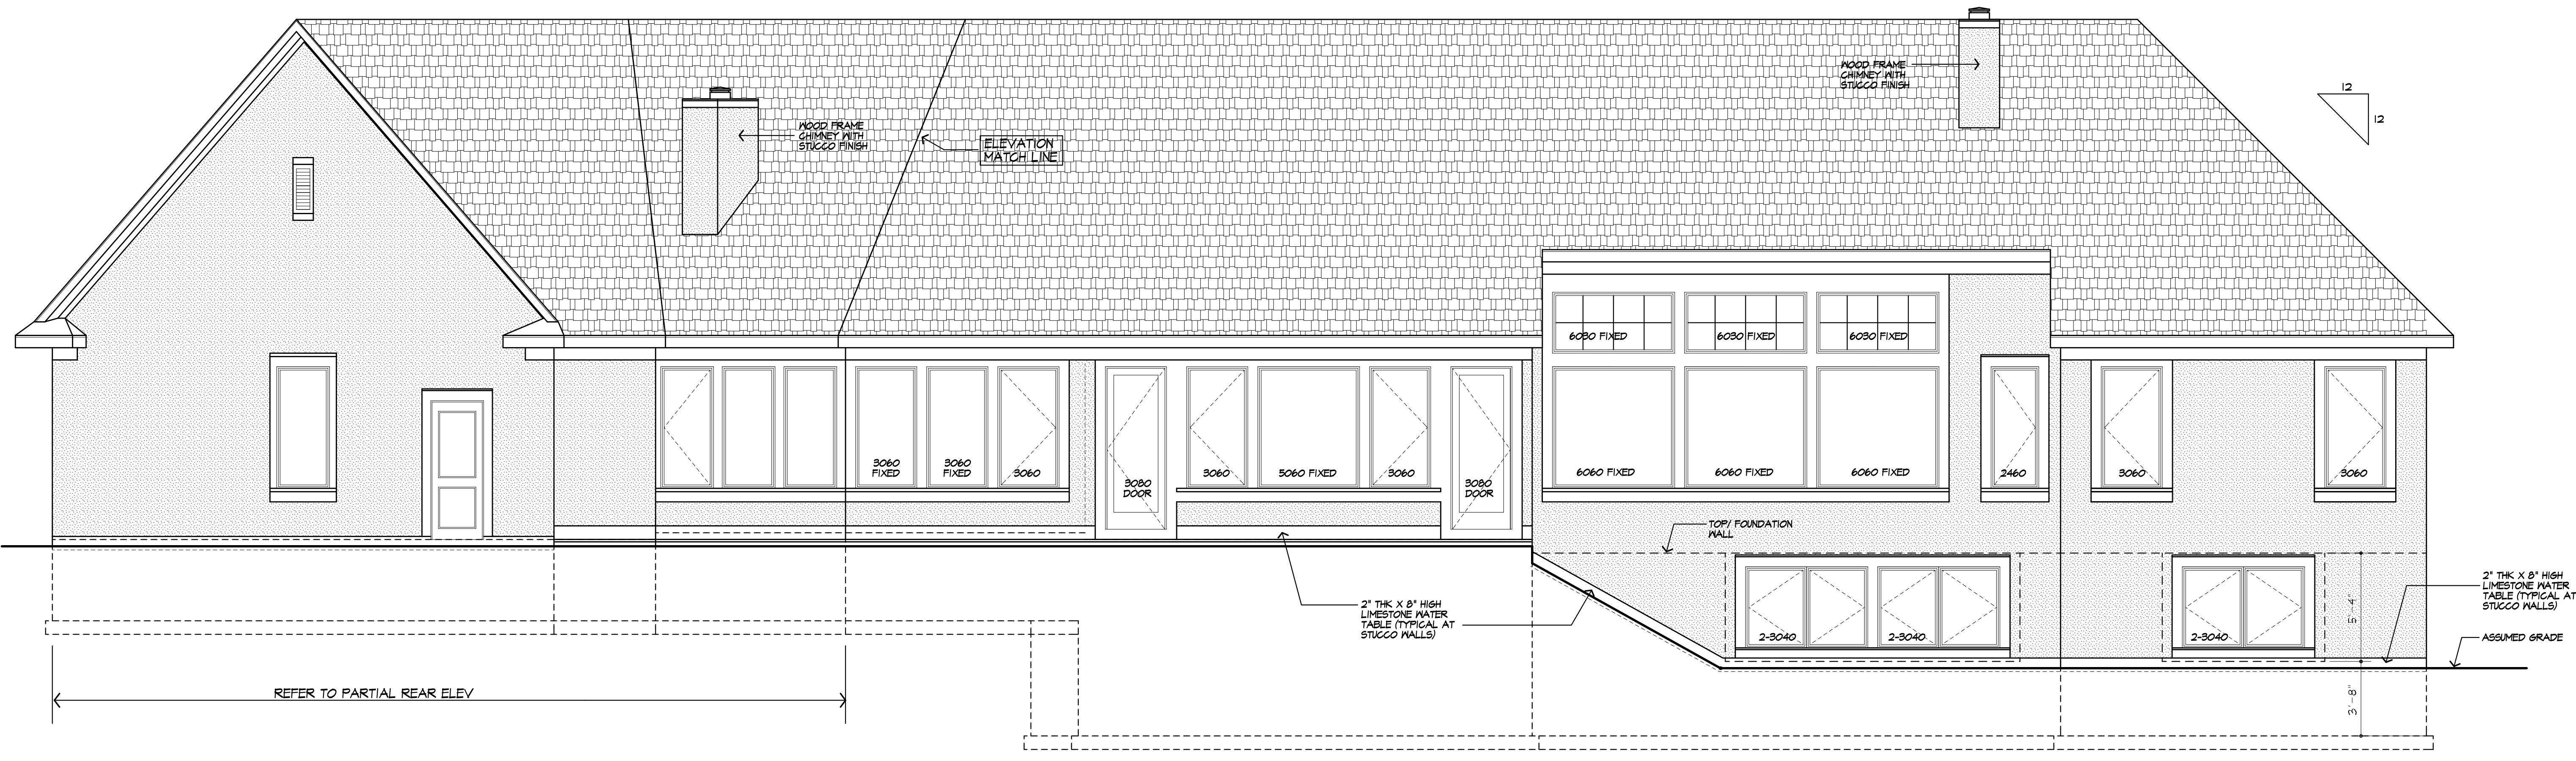 WOOD FRAME
CHIMNEY WITH
STUCCO FINISH
12
12
WOOD FRAME
CHIMNEY WITH
STUCCO FINISH
ELEVATION
MATCH LINE
6030 FIXED
6030 FIXED
6030 FIXED
3060
FIXED
3060
FIXED
3060
3080
DOOR
3060
5060 FIXED
3060
3080
DOOR
6060 FIXED
6060 FIXED
6060 FIXED
2460
3060
3060
TOP/ FOUNDATION
WALL
2" THK X 8" HIGH
LIMESTONE WATER
TABLE (TYPICAL AT
STUCCO WALLS)
2-3040
2-3040
2-3040
5'-4"
2" THK X 8" HIGH
LIMESTONE WATER
TABLE (TYPICAL AT
STUCCO WALLS)
ASSUMED GRADE
3'-8"
REFER TO PARTIAL REAR ELEV